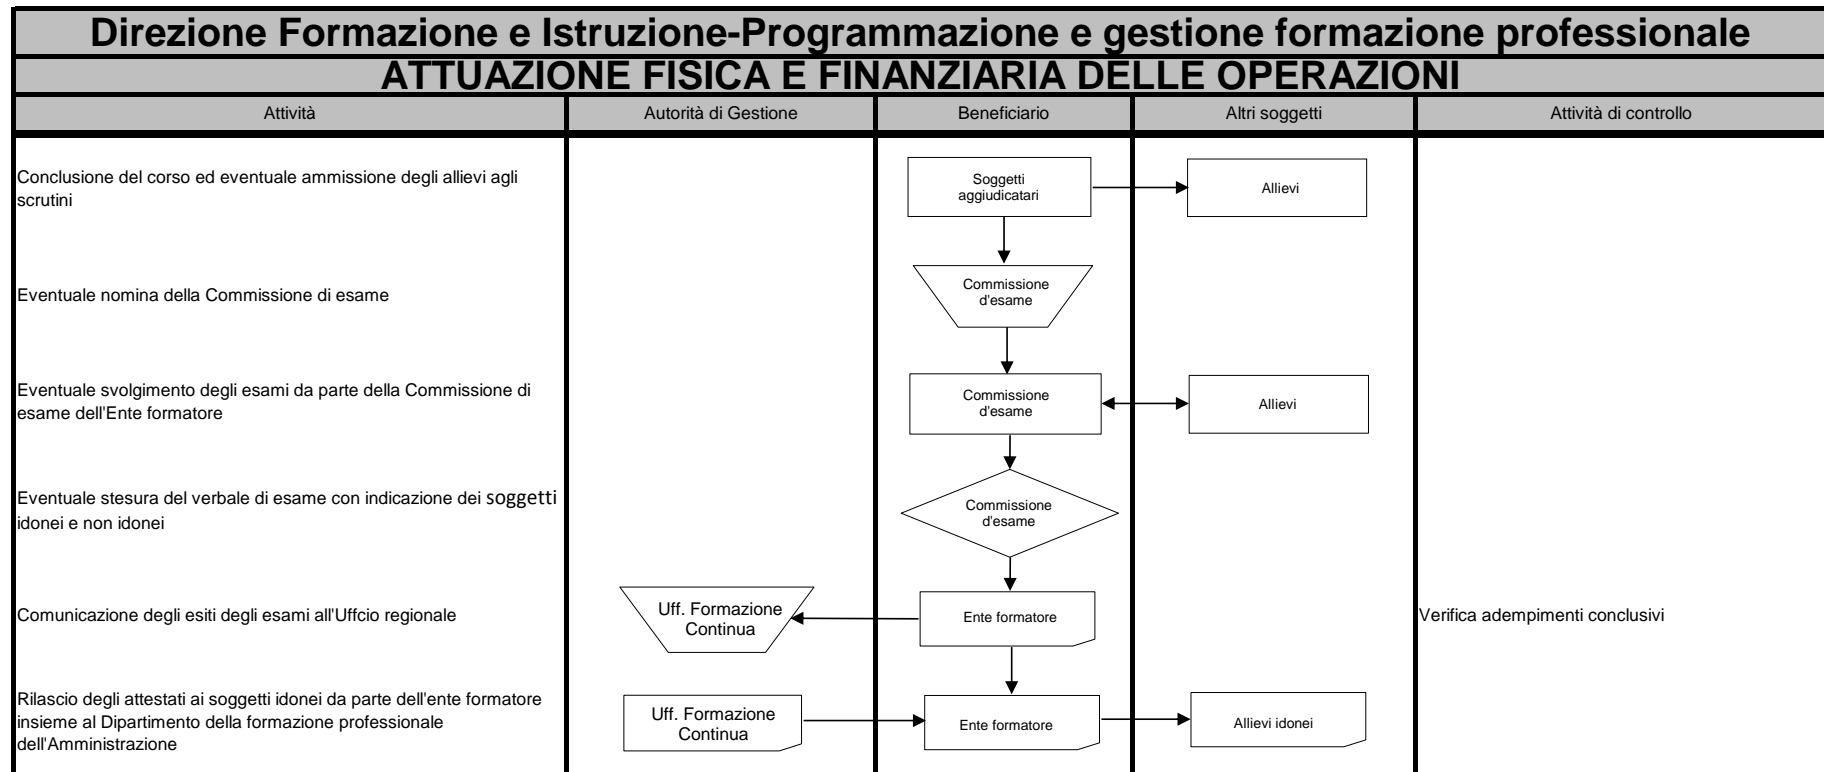 Direzione Formazione e Istruzione-Programmazione e gestione formazione professionale
ATTUAZIONE FISICA E FINANZIARIA DELLE OPERAZIONI
Attività
Autorità di Gestione
Beneficiario
Altri soggetti
Attività di controllo
Conclusione del corso ed eventuale ammissione degli allievi agli
scrutini
Soggetti
aggiudicatari
Allievi
Eventuale nomina della Commissione di esame
Commissione
d'esame
Eventuale svolgimento degli esami da parte della Commissione di
esame dell'Ente formatore
Commissione
d'esame
Allievi
Eventuale stesura del verbale di esame con indicazione dei soggetti
idonei e non idonei
Commissione
d'esame
Comunicazione degli esiti degli esami all'Uffcio regionale
Uff. Formazione
Continua
Ente formatore
Verifica adempimenti conclusivi
Rilascio degli attestati ai soggetti idonei da parte dell'ente formatore
insieme al Dipartimento della formazione professionale
dell'Amministrazione
Uff. Formazione
Continua
Ente formatore
Allievi idonei